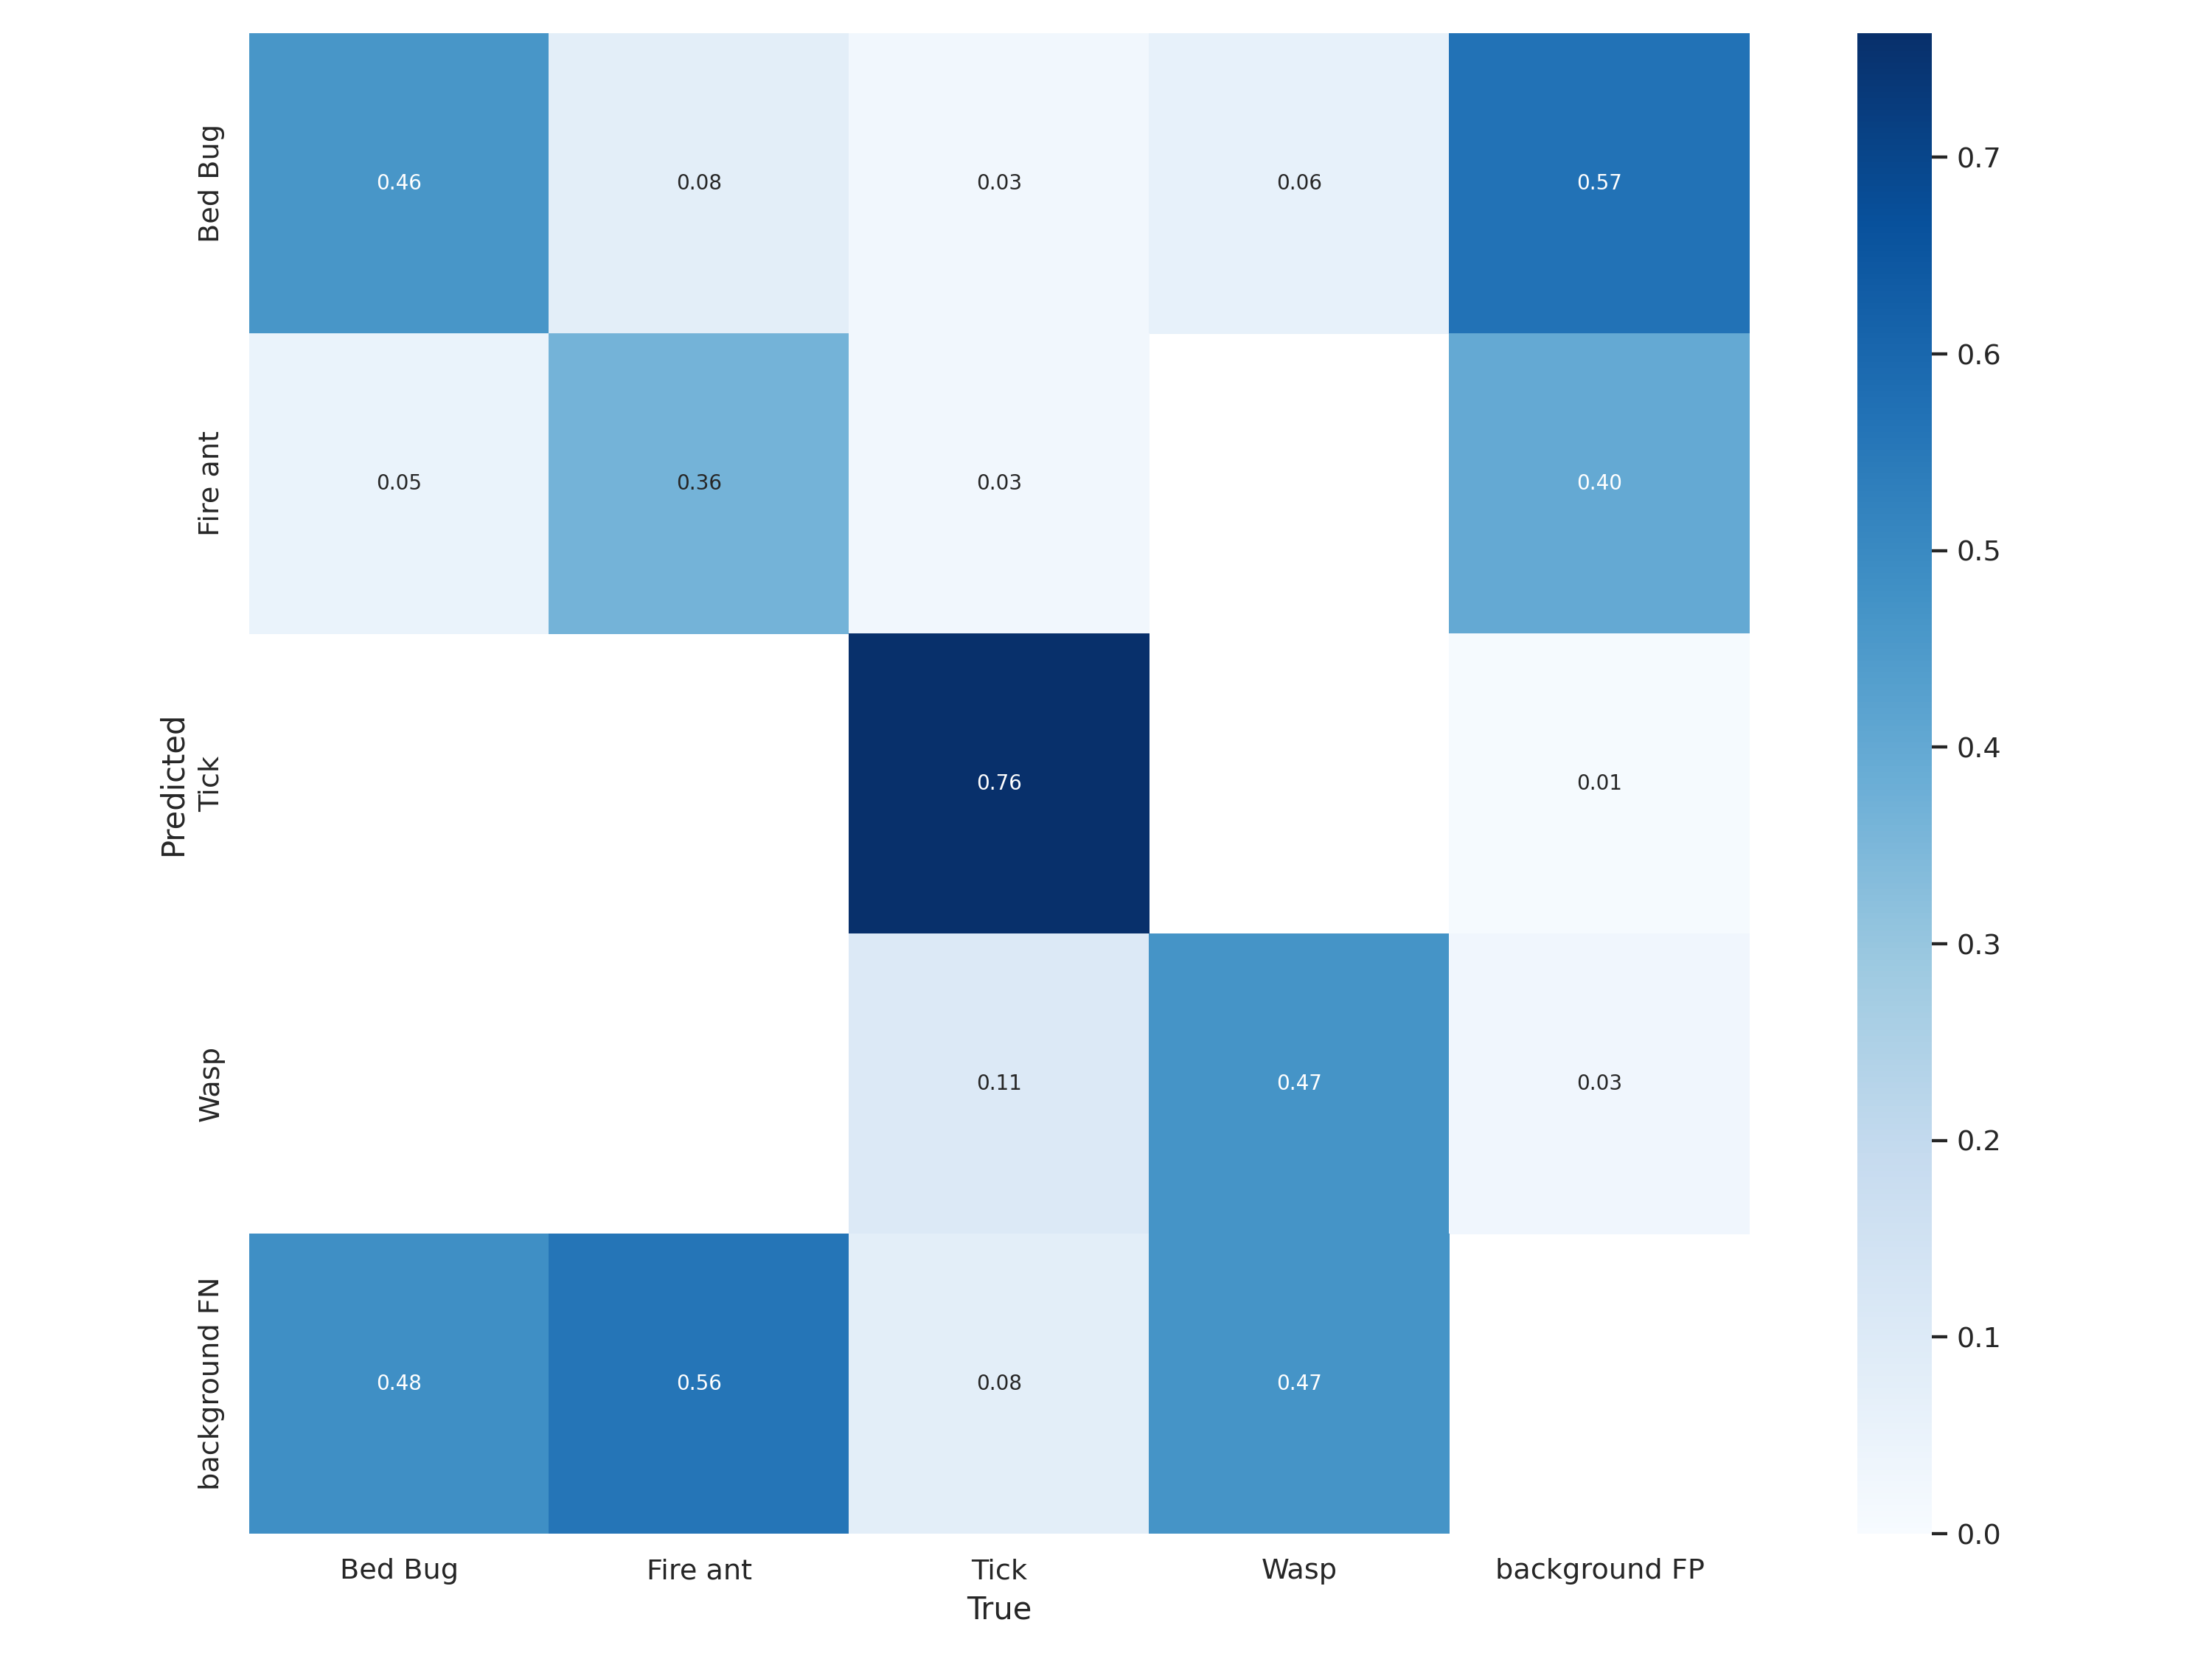 Predicted
Bed Bug
0.46 0.08 0.03 0.06 0.57
Fire ant
0.05 0.36 0.03 0.40
Tick
0.76 0.01
Wasp
0.11 0.47 0.03
background FN
0.48 0.56 0.08 0.47
Bed Bug Fire ant Tick Wasp background FP
True
0.7
0.6
0.5
0.4
0.3
0.2
0.1
0.0